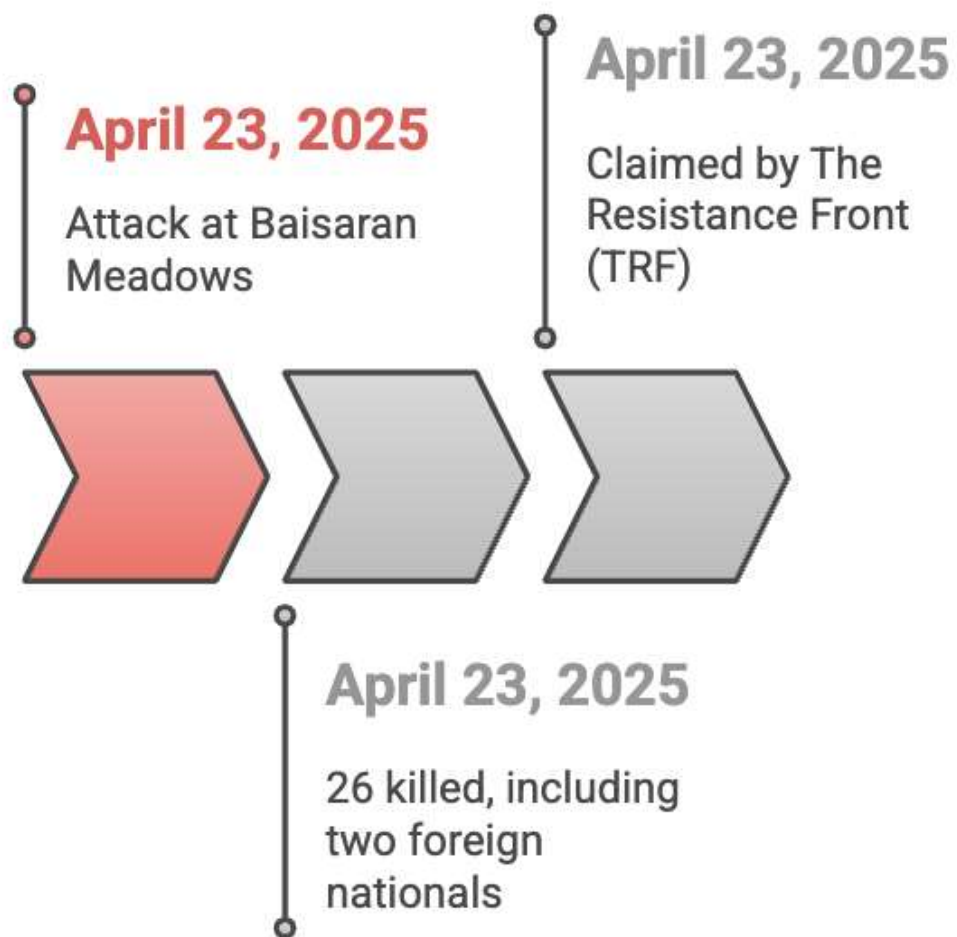 April 23, 2025
Attack at Baisaran
Meadows
April 23, 2025
26 killed, including
two foreign
nationals
April 23, 2025
Claimed by The
Resistance Front
(TRF)